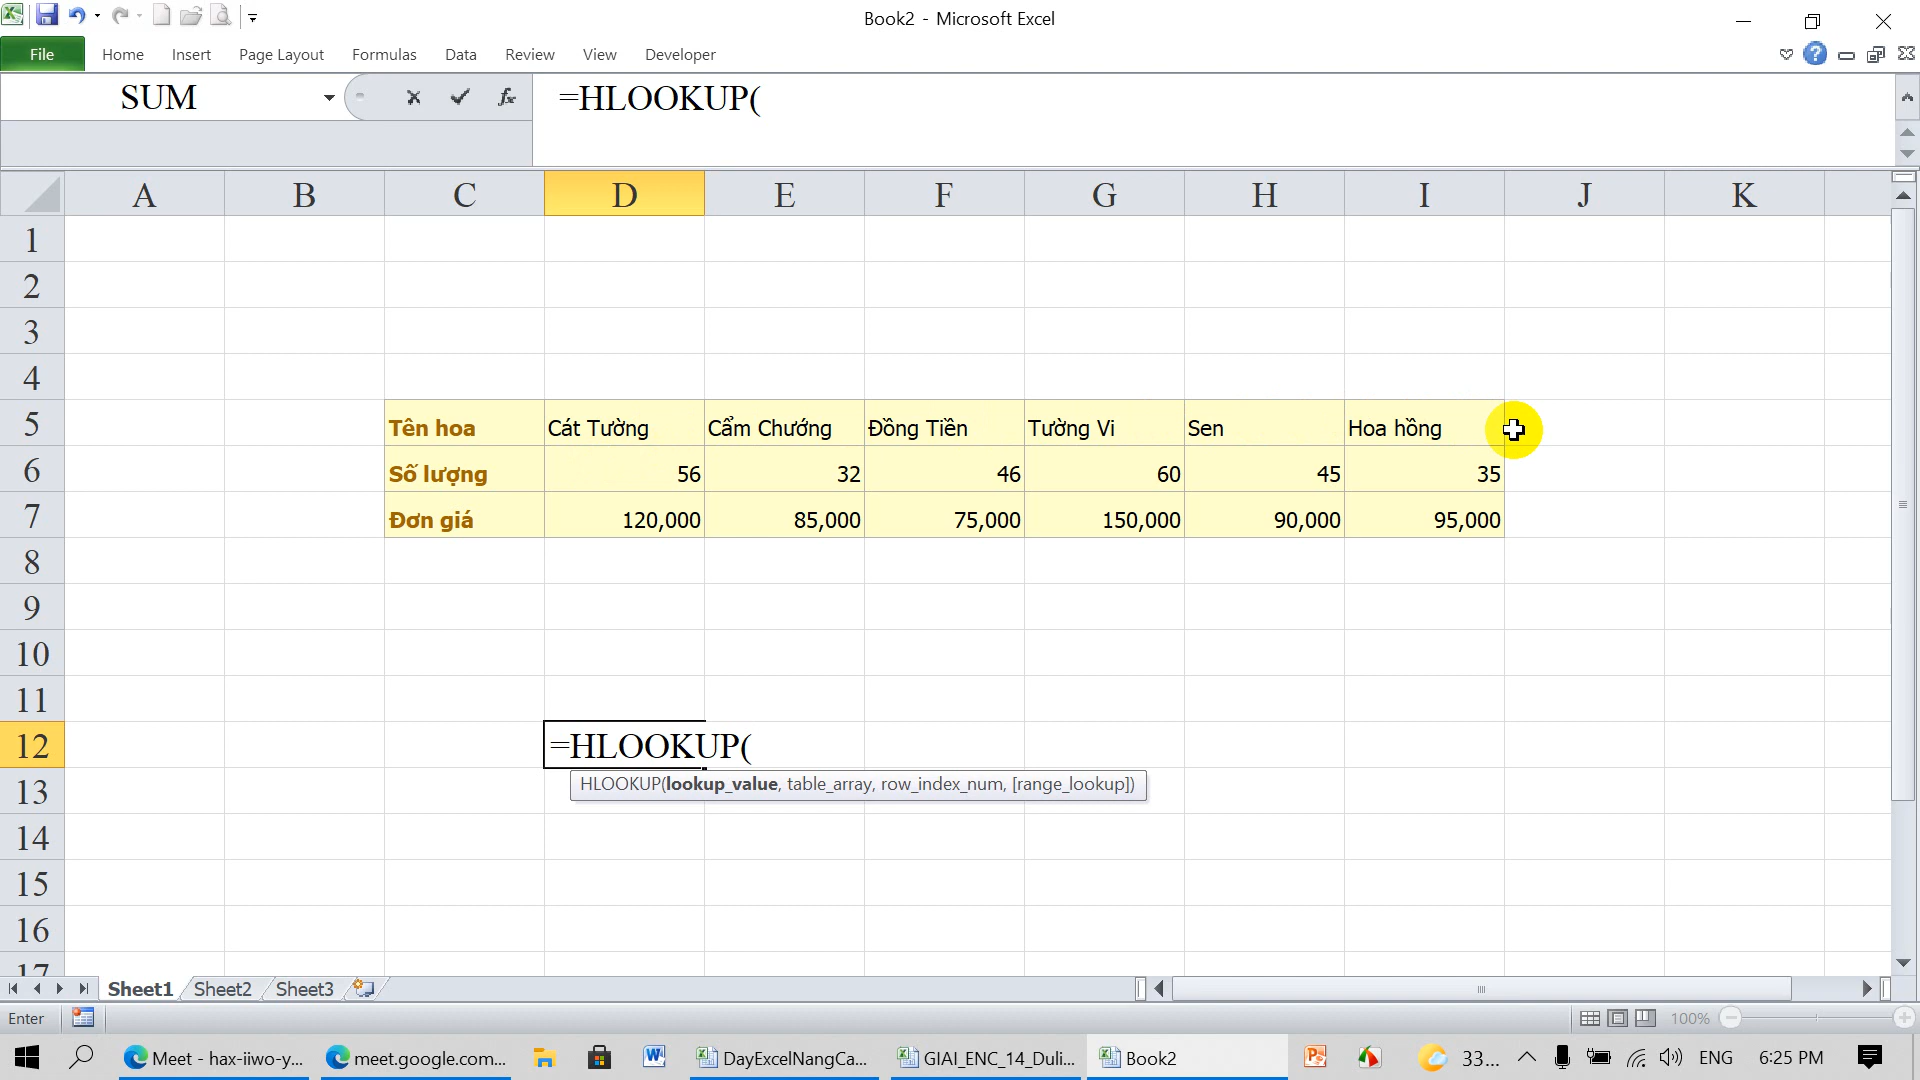 Book2 - Microsoft Excel
File Home Insert Page Layout Formulas Data Review View Developer
SUM fx =HLOOKUP(
A B C D E F G H I J K
1
2
3
4
5 Tên hoa Cát Tường Cẩm Chướng Đồng Tiền Tường Vi Sen Hoa hồng
6 Số lượng 56 32 46 60 45 35
7 Đơn giá 120,000 85,000 75,000 150,000 90,000 95,000
8
9
10
11
12 =HLOOKUP(
HLOOKUP(lookup_value, table_array, row_index_num, [range_lookup])
13
14
15
16
17
Sheet1 Sheet2 Sheet3
Enter 100%
Meet - hax-iiwo-y... meet.google.com... DayExcelNangCa... GIAI_ENC_14_Duli... Book2 33... ENG 6:25 PM